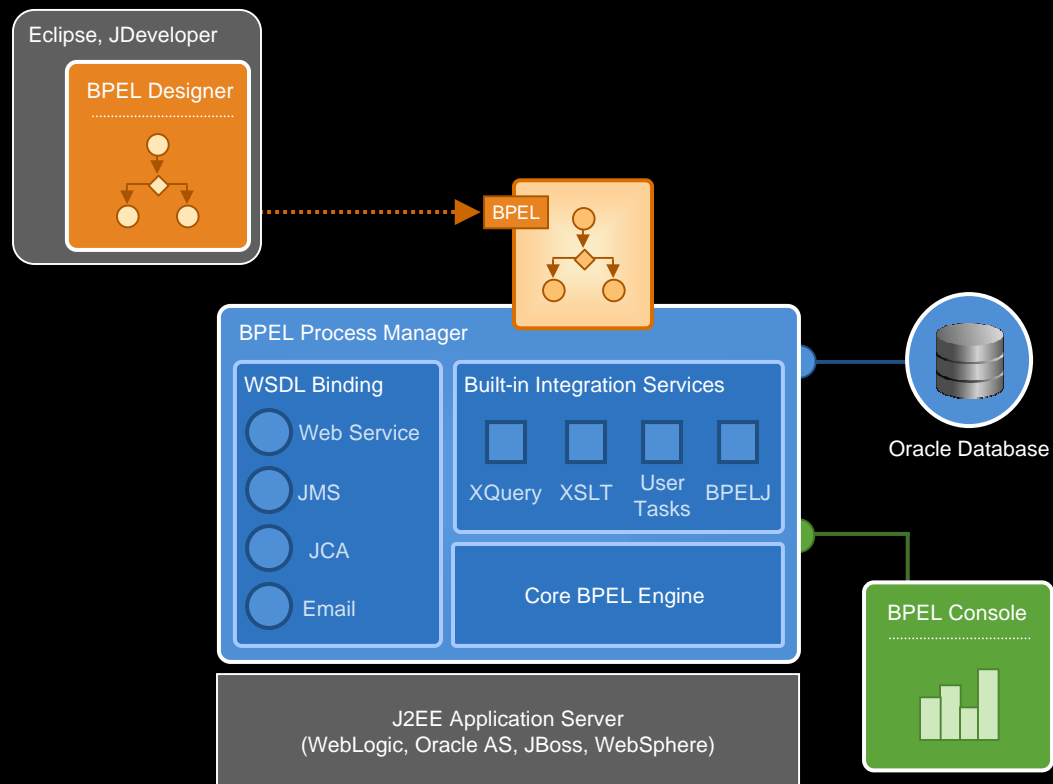 Eclipse, JDeveloper
BPEL Designer
BPEL
BPEL Process Manager
WSDL Binding
Web Service
JMS
JCA
Email
Built-in Integration Services
XQuery
XSLT
User
Tasks
BPELJ
Core BPEL Engine
Oracle Database
BPEL Console
J2EE Application Server
(WebLogic, Oracle AS, JBoss, WebSphere)